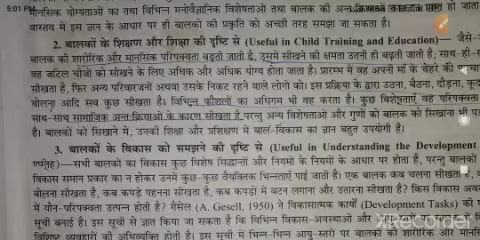 5:01 PM
मानसिक योग्यताओं का तथा विभिन्न मनोवैज्ञानिक विशेषताओं तथा बालक की अन्य
वास्तव में इस ज्ञान के आधार पर ही बालकों की प्रकृति को अच्छी तरह समझा जा सकता है।
2. बालकों के शिक्षण और शिक्षा की दृष्टि से (Useful in Child Training and Education)— जैसे-
बालक की शारीरिक और मानसिक परिपक्वता बढ़ती जाती है, उसमें सीखने की क्षमता उतनी ही बढ़ती जाती है; साथ-ही-
वह जटिल चीजों को सीखने के लिए अधिक और अधिक योग्य होता जाता है। प्रारम्भ में वह अपनी माँ के चेहरे की
सीखता है, फिर अन्य परिवारजनों अथवा उसके निकट रहने वाले लोगों को। इस प्रक्रिया के द्वारा उठना, बैठना, दौड़ना,
बोलना आदि सब कुछ सीखता है। विभिन्न कौशलों का अधिगम भी वह करता है। कुछ विशेषताएँ वह परिपक्वता
साथ-साथ सामाजिक अन्तःक्रियाओं के कारण सीखता है, परन्तु अन्य विशेषताओं और गुणों को बालक को सिखाना भी
है। बालकों को सिखाने में, उनकी शिक्षा और प्रशिक्षण में बाल-विकास का ज्ञान बहुत उपयोगी है।
3. बालकों के विकास को समझने की दृष्टि से (Useful in Understanding the Development
सभी बालकों का विकास कुछ विशेष सिद्धान्तों और नियमों के नियमों के आधार पर होता है, परन्तु बालकों
विकास समान प्रकार का न होकर उनमें कुछ-कुछ वैयक्तिक भिन्नताएँ पाई जाती हैं। एक बालक कब चलना सीखता है,
बोलना सीखता है, कब कपड़े पहनना सीखता है, कब कपड़ों में बटन लगाना और उतारना सीखता है? किस विकास
में यौन-परिपक्वता उत्पन्न होती है? गैसेल (A. Gesell, 1950) ने विकासात्मक कार्यों (Development Tasks) की
सूची बनाई है। इस सूची से ज्ञात किया जा सकता है कि विभिन्न विकास-अवस्थाओं और
विशिष्ट व्यवहारों की अभिव्यक्ति होती है। इस सूची में भिन्न-भिन्न आयु-स्तरों पर बालकों की शारीरिक और
XRecorder